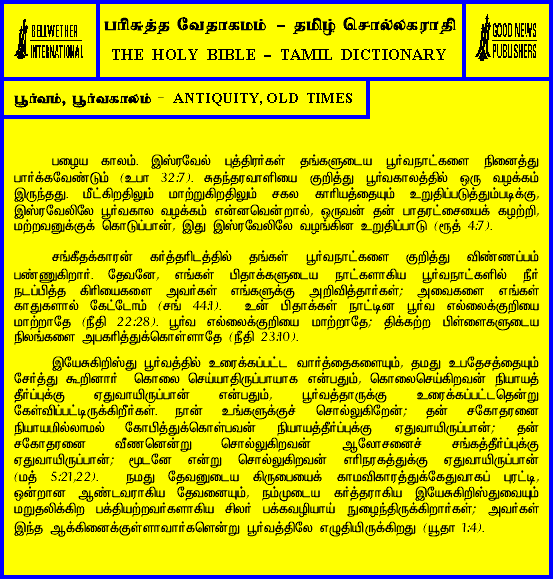 BELLWETHER
INTERNATIONAL
பரிசுத்த வேதாகமம் – தமிழ் சொல்லகராதி
THE HOLY BIBLE – TAMIL DICTIONARY
GOOD NEWS
PUBLISHERS
பூர்வம், பூர்வகாலம் – ANTIQUITY, OLD TIMES
பழைய காலம். இஸ்ரவேல் புத்திரர்கள் தங்களுடைய பூர்வநாட்களை நினைத்து
பார்க்கவேண்டும் (உபா 32:7). சுதந்தரவாளியை குறித்து பூர்வகாலத்தில் ஒரு வழக்கம்
இருந்தது. மீட்கிறதிலும் மாற்றுகிறதிலும் சகல காரியத்தையும் உறுதிப்படுத்தும்படிக்கு,
இஸ்ரவேலிலே பூர்வகால வழக்கம் என்னவென்றால், ஒருவன் தன் பாதரட்சையைக் கழற்றி,
மற்றவனுக்குக் கொடுப்பான், இது இஸ்ரவேலிலே வழங்கின உறுதிப்பாடு (ரூத் 4:7).
சங்கீதக்காரன் கர்த்தரிடத்தில் தங்கள் பூர்வநாட்களை குறித்து விண்ணப்பம்
பண்ணுகிறார். தேவனே, எங்கள் பிதாக்களுடைய நாட்களாகிய பூர்வநாட்களில் நீர்
நடப்பித்த கிரியைகளை அவர்கள் எங்களுக்கு அறிவித்தார்கள்; அவைகளை எங்கள்
காதுகளால் கேட்டோம் (சங் 44:1). உன் பிதாக்கள் நாட்டின பூர்வ எல்லைக்குறியை
மாற்றாதே (நீதி 22:28). பூர்வ எல்லைக்குறியை மாற்றாதே; திக்கற்ற பிள்ளைகளுடைய
நிலங்களை அபகரித்துக்கொள்ளாதே (நீதி 23:10).
இயேசுகிறிஸ்து பூர்வத்தில் உரைக்கப்பட்ட வார்த்தைகளையும், தமது உபதேசத்தையும்
சேர்த்து கூறினார் கொலை செய்யாதிருப்பாயாக என்பதும், கொலைசெய்கிறவன் நியாயத்
தீர்ப்புக்கு ஏதுவாயிருப்பான் என்பதும், பூர்வத்தாருக்கு உரைக்கப்பட்டதென்று
கேள்விப்பட்டிருக்கிறீர்கள். நான் உங்களுக்குச் சொல்லுகிறேன்; தன் சகோதரனை
நியாயமில்லாமல் கோபித்துக்கொள்பவன் நியாயத்தீர்ப்புக்கு ஏதுவாயிருப்பான்; தன்
சகோதரனை வீணனென்று சொல்லுகிறவன் ஆலோசனைச் சங்கத்தீர்ப்புக்கு
ஏதுவாயிருப்பான்; மூடனே என்று சொல்லுகிறவன் எரிநரகத்துக்கு ஏதுவாயிருப்பான்
(மத் 5:21,22). நமது தேவனுடைய கிருபையைக் காமவிகாரத்துக்கேதுவாகப் புரட்டி,
ஒன்றான ஆண்டவராகிய தேவனையும், நம்முடைய கர்த்தராகிய இயேசுகிறிஸ்துவையும்
மறுதலிக்கிற பக்தியற்றவர்களாகிய சிலர் பக்கவழியாய் நுழைந்திருக்கிறார்கள்; அவர்கள்
இந்த ஆக்கினைக்குள்ளாவார்களென்று பூர்வத்திலே எழுதியிருக்கிறது (யூதா 1:4).